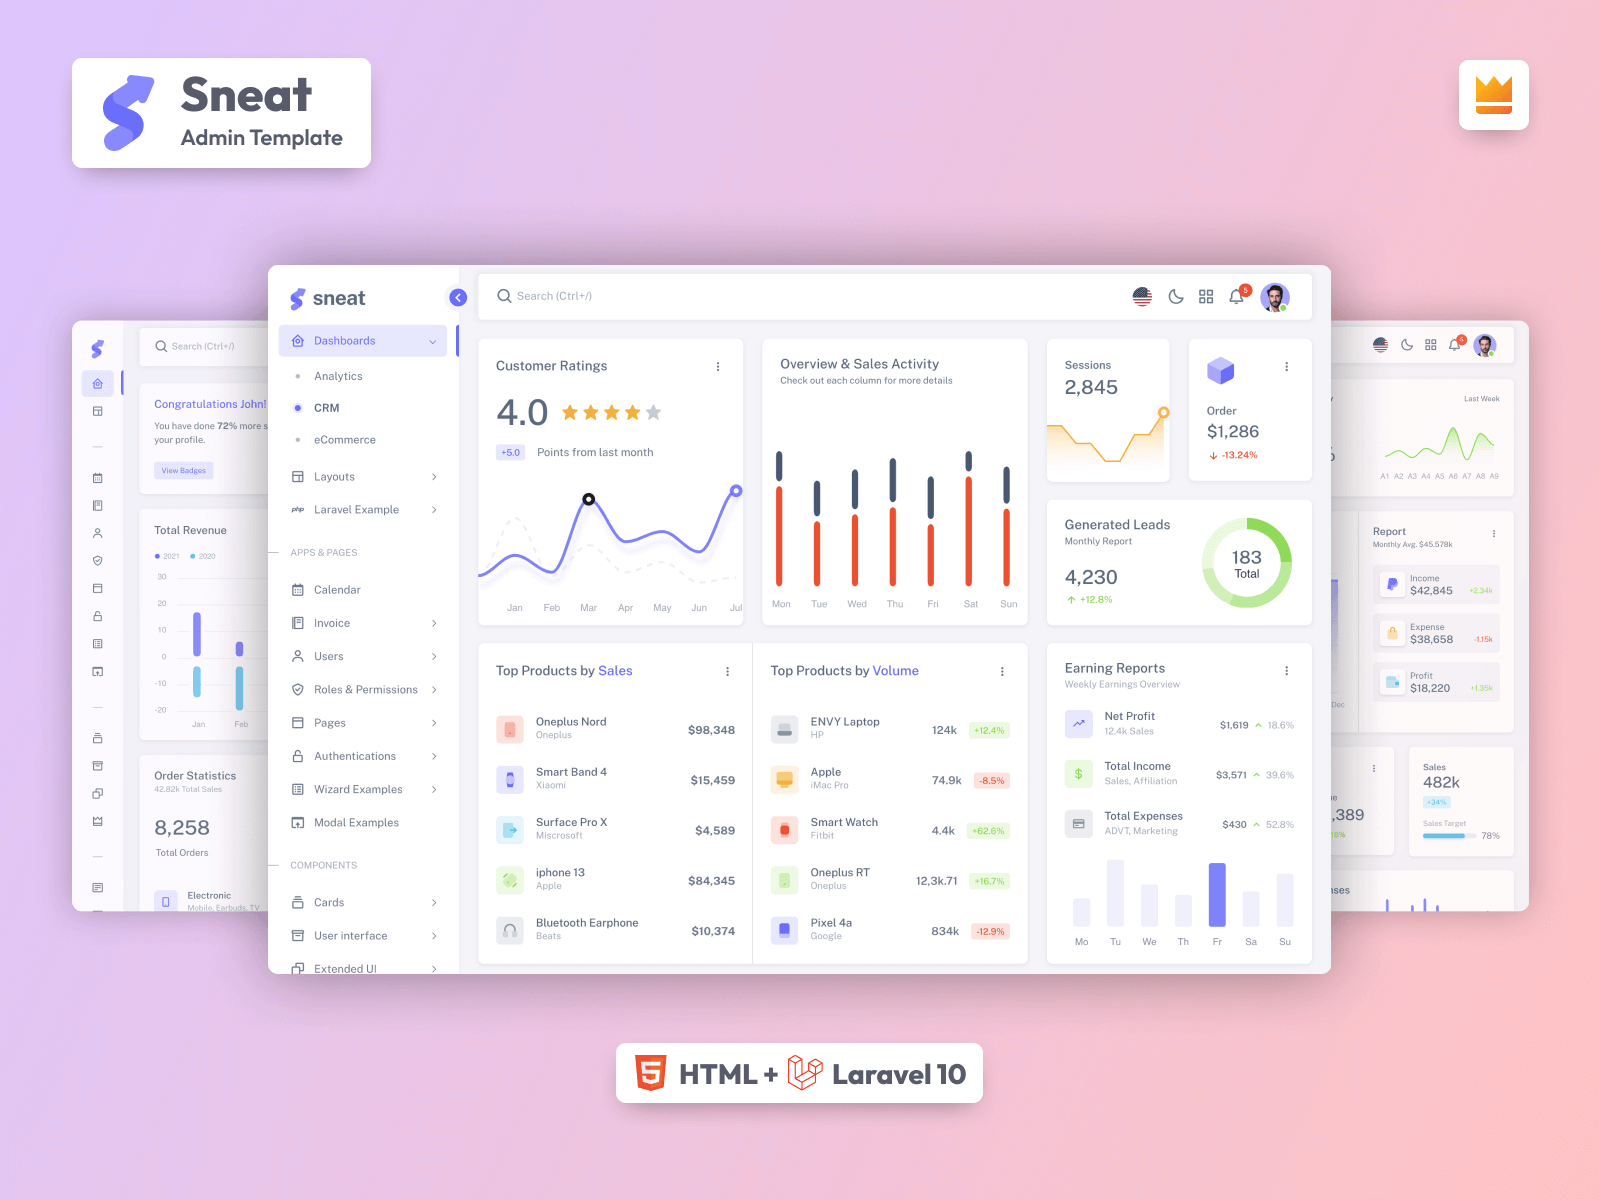 Sneat
Admin Template
Search (Ctrl+/)
Congratulations John!
You have done 72% more s
your profile.
View Badges
Total Revenue
2021
2020
30
20
10
0
-10
-20
Jan
Feb
Order Statistics
42.82k Total Sales
8,258
Total Orders
Electronic
Mobile, Earbuds, TV
sneat
Dashboards
Analytics
CRM
eCommerce
Layouts
php
Laravel Example
APPS & PAGES
Calendar
Invoice
Users
Roles & Permissions
Pages
Authentications
Wizard Examples
Modal Examples
COMPONENTS
Cards
User interface
Extended UI
Search (Ctrl+/)
5
Customer Ratings
4.0
+5.0
Points from last month
Jan Feb Mar Apr May Jun Jul
Overview & Sales Activity
Check out each column for more details
Mon Tue Wed Thu Fri Sat Sun
Sessions
2,845
Order
$1,286
-13.24%
Generated Leads
Monthly Report
4,230
+12.8%
183
Total
Top Products by Sales
Oneplus Nord
Oneplus
$98,348
Smart Band 4
Xiaomi
$15,459
Surface Pro X
Miscrosoft
$4,589
iphone 13
Apple
$84,345
Bluetooth Earphone
Beats
$10,374
Top Products by Volume
ENVY Laptop
HP
124k
+12.4%
Apple
iMac Pro
74.9k
-8.5%
Smart Watch
Fitbit
4.4k
+62.6%
Oneplus RT
Oneplus
12,3k.71
+16.7%
Pixel 4a
Google
834k
-12.9%
Earning Reports
Weekly Earnings Overview
Net Profit
12.4k Sales
$1,619
18.6%
Total Income
Sales, Affiliation
$3,571
39.6%
Total Expenses
ADVT, Marketing
$430
52.8%
Mo Tu We Th Fr Sa Su
5
Last Week
A1 A2 A3 A4 A5 A6 A7 A8 A9
Report
Monthly Avg. $45.578k
Income
$42,845
+2.34k
Expense
$38,658
-1.15k
Profit
$18,220
+1.35k
Dec
,389
18%
Sales
482k
+34%
Sales Target
78%
nses
HTML + Laravel 10